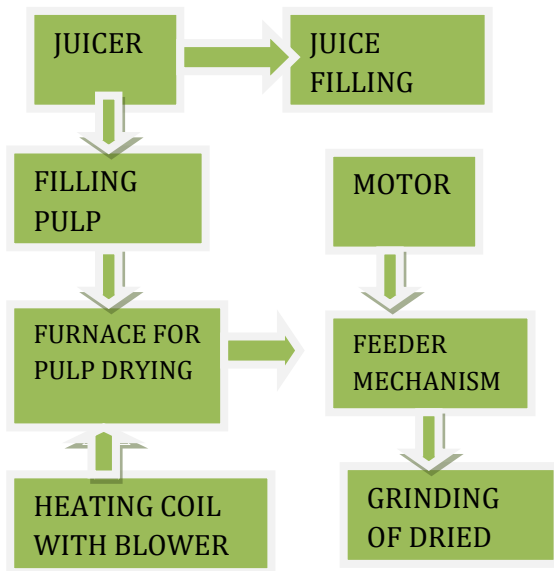 JUICER
JUICE
FILLING
FILLING
PULP
MOTOR
FURNACE FOR
PULP DRYING
FEEDER
MECHANISM
HEATING COIL
WITH BLOWER
GRINDING
OF DRIED